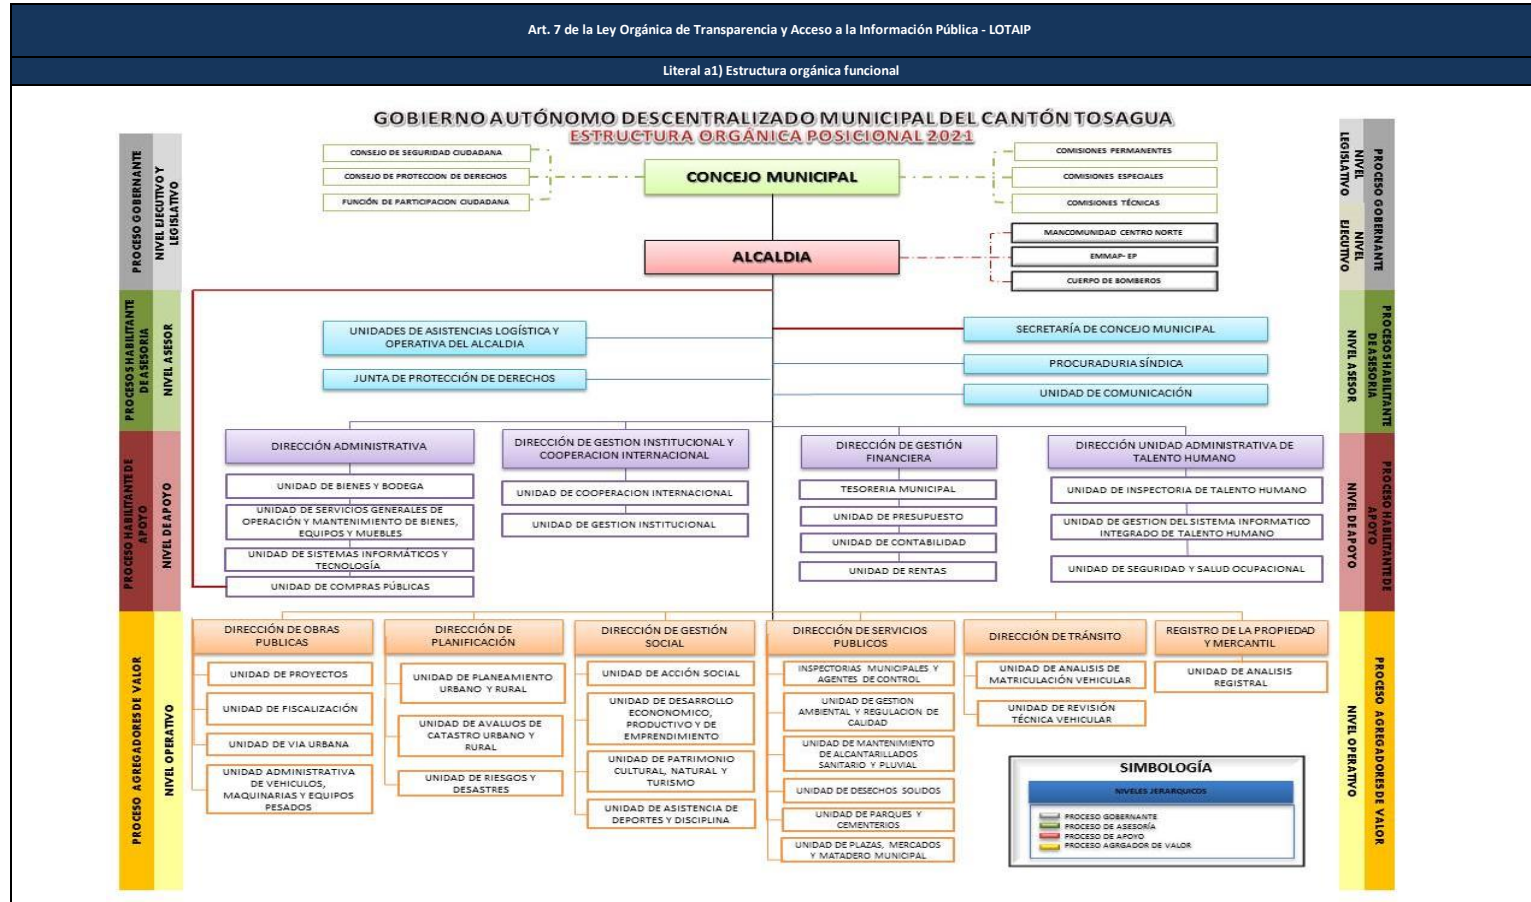 Art. 7 de la Ley Orgánica de Transparencia y Acceso a la Información Pública - LOTAIP
Literal a1) Estructura orgánica funcional
GOBIERNO AUTÓNOMO DESCENTRALIZADO MUNICIPAL DEL CANTÓN TOSAGUA
ESTRUCTURA ORGÁNICA POSICIONAL 2021
PROCESO GOBERNANTE
NIVEL EJECUTIVO Y
LEGISLATIVO
CONSEJO DE SEGURIDAD CIUDADANA
CONSEJO DE PROTECCION DE DERECHOS
FUNCIÓN DE PARTICIPACION CIUDADANA
CONCEJO MUNICIPAL
COMISIONES PERMANENTES
COMISIONES ESPECIALES
COMISIONES TÉCNICAS
ALCALDIA
MANCOMUNIDAD CENTRO NORTE
EMMAP- EP
CUERPO DE BOMBEROS
NIVEL
LEGISLATIVO
NIVEL
EJECUTIVO
PROCESO GOBERNANTE
PROCESOS HABILITANTE
DE ASESORIA
NIVEL ASESOR
UNIDADES DE ASISTENCIAS LOGÍSTICA Y
OPERATIVA DEL ALCALDIA
JUNTA DE PROTECCIÓN DE DERECHOS
SECRETARÍA DE CONCEJO MUNICIPAL
PROCURADURIA SÍNDICA
UNIDAD DE COMUNICACIÓN
NIVEL ASESOR
PROCESOS HABILITANTE
DE ASESORIA
PROCESO HABILITANTE DE
APOYO
NIVEL DE APOYO
DIRECCIÓN ADMINISTRATIVA
UNIDAD DE BIENES Y BODEGA
UNIDAD DE SERVICIOS GENERALES DE
OPERACIÓN Y MANTENIMIENTO DE BIENES,
EQUIPOS Y MUEBLES
UNIDAD DE SISTEMAS INFORMÁTICOS Y
TECNOLOGÍA
UNIDAD DE COMPRAS PÚBLICAS
DIRECCIÓN DE GESTION INSTITUCIONAL Y
COOPERACION INTERNACIONAL
UNIDAD DE COOPERACION INTERNACIONAL
UNIDAD DE GESTION INSTITUCIONAL
DIRECCIÓN DE GESTIÓN
FINANCIERA
TESORERIA MUNICIPAL
UNIDAD DE PRESUPUESTO
UNIDAD DE CONTABILIDAD
UNIDAD DE RENTAS
DIRECCIÓN UNIDAD ADMINISTRATIVA DE
TALENTO HUMANO
UNIDAD DE INSPECTORIA DE TALENTO HUMANO
UNIDAD DE GESTION DEL SISTEMA INFORMATICO
INTEGRADO DE TALENTO HUMANO
UNIDAD DE SEGURIDAD Y SALUD OCUPACIONAL
NIVEL DE APOYO
PROCESO HABILITANTE DE
APOYO
PROCESO AGREGADORES DE VALOR
NIVEL OPERATIVO
DIRECCIÓN DE OBRAS
PUBLICAS
UNIDAD DE PROYECTOS
UNIDAD DE FISCALIZACIÓN
UNIDAD DE VIA URBANA
UNIDAD ADMINISTRATIVA
DE VEHICULOS,
MAQUINARIAS Y EQUIPOS
PESADOS
DIRECCIÓN DE
PLANIFICACIÓN
UNIDAD DE PLANEAMIENTO
URBANO Y RURAL
UNIDAD DE AVALUOS DE
CATASTRO URBANO Y
RURAL
UNIDAD DE RIESGOS Y
DESASTRES
DIRECCIÓN DE GESTIÓN
SOCIAL
UNIDAD DE ACCIÓN SOCIAL
UNIDAD DE DESARROLLO
ECONONOMICO,
PRODUCTIVO Y DE
EMPRENDIMIENTO
UNIDAD DE PATRIMONIO
CULTURAL, NATURAL Y
TURISMO
UNIDAD DE ASISTENCIA DE
DEPORTES Y DISCIPLINA
DIRECCIÓN DE SERVICIOS
PUBLICOS
INSPECTORIAS MUNICIPALES Y
AGENTES DE CONTROL
UNIDAD DE GESTION
AMBIENTAL Y REGULACION DE
CALIDAD
UNIDAD DE MANTENIMIENTO
DE ALCANTARILLADOS
SANITARIO Y PLUVIAL
UNIDAD DE DESECHOS SOLIDOS
UNIDAD DE PARQUES Y
CEMENTERIOS
UNIDAD DE PLAZAS, MERCADOS
Y MATADERO MUNICIPAL
DIRECCIÓN DE TRÁNSITO
UNIDAD DE ANALISIS DE
MATRICULACIÓN VEHICULAR
UNIDAD DE REVISIÓN
TÉCNICA VEHICULAR
REGISTRO DE LA PROPIEDAD
Y MERCANTIL
UNIDAD DE ANALISIS
REGISTRAL
SIMBOLOGÍA
NIVELES JERARQUICOS
PROCESO GOBERNANTE
PROCESO DE ASESORÍA
PROCESO DE APOYO
PROCESO AGRGADOR DE VALOR
NIVEL OPERATIVO
PROCESO AGREGADORES DE VALOR